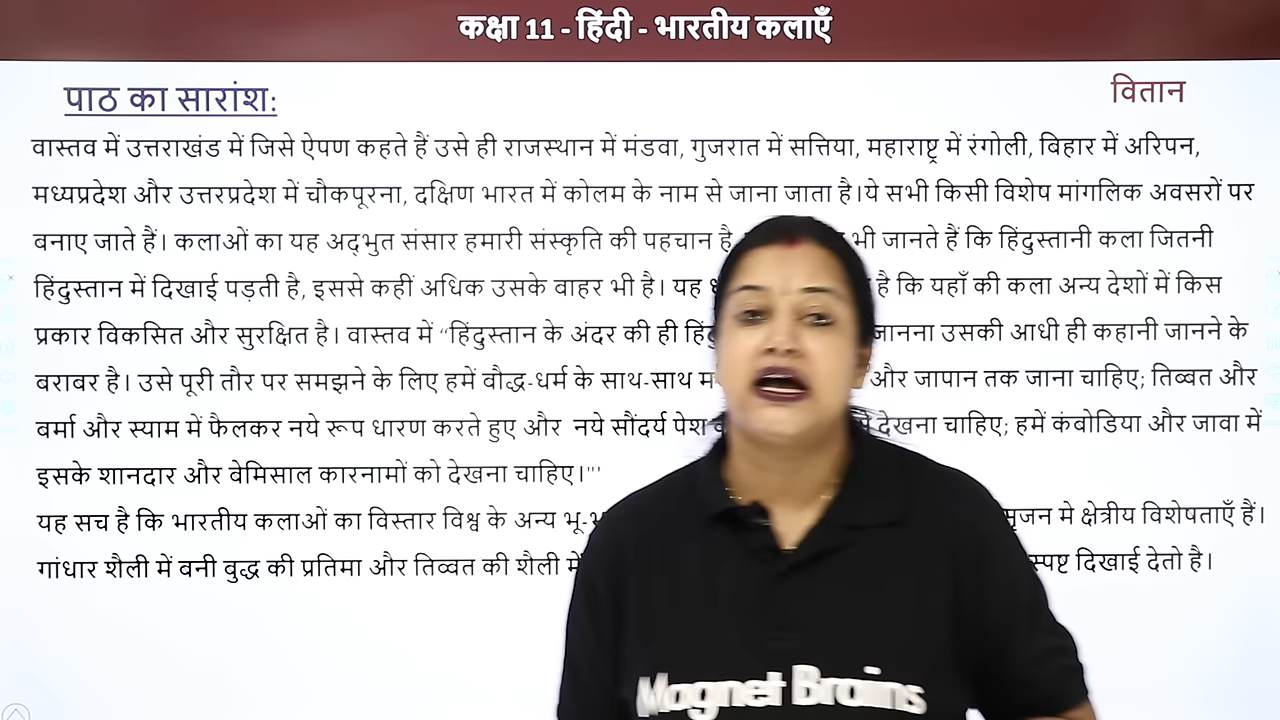 कक्षा 11 - हिंदी - भारतीय कलाएँ
पाठ का सारांश:
वितान
वास्तव में उत्तराखंड में जिसे ऐपण कहते हैं उसे ही राजस्थान में मंडवा, गुजरात में सत्तिया, महाराष्ट्र में रंगोली, बिहार में अरिपन,
मध्यप्रदेश और उत्तरप्रदेश में चौकपूरना, दक्षिण भारत में कोलम के नाम से जाना जाता है।ये सभी किसी विशेष मांगलिक अवसरों पर
बनाए जाते हैं। कलाओं का यह अद्भुत संसार हमारी संस्कृति की पहचान है भी जानते हैं कि हिंदुस्तानी कला जितनी
हिंदुस्तान में दिखाई पड़ती है, इससे कहीं अधिक उसके वाहर भी है। यह है कि यहाँ की कला अन्य देशों में किस
प्रकार विकसित और सुरक्षित है। वास्तव में “हिंदुस्तान के अंदर की ही जानना उसकी आधी ही कहानी जानने के
बराबर है। उसे पूरी तौर पर समझने के लिए हमें बौद्ध-धर्म के साथ-साथ और जापान तक जाना चाहिए; तिब्बत और
बर्मा और स्याम में फैलकर नये रूप धारण करते हुए और नये सौंदर्य पेश देखना चाहिए; हमें कंबोडिया और जावा में
इसके शानदार और बेमिसाल कारनामों को देखना चाहिए।"'
यह सच है कि भारतीय कलाओं का विस्तार विश्व के अन्य सृजन मे क्षेत्रीय विशेषताएँ हैं।
गांधार शैली में बनी बुद्ध की प्रतिमा और तिब्बत की शैली में स्पष्ट दिखाई देतो है।
Magnet Brains